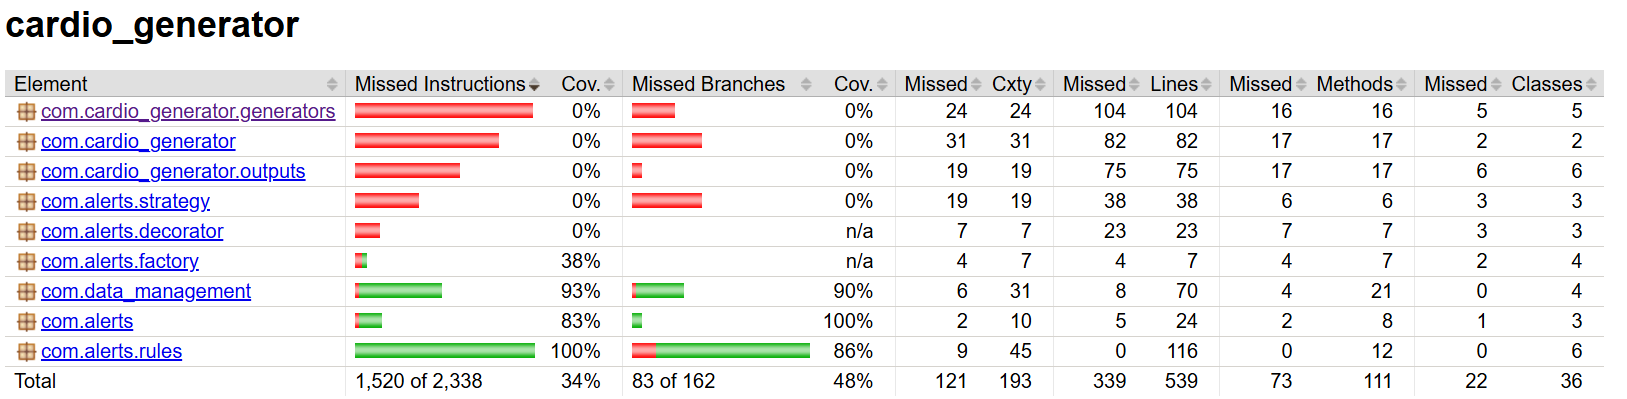 cardio_generator
Element Missed Instructions Cov. Missed Branches Cov. Missed Cxty Missed Lines Missed Methods Missed Classes
com.cardio_generator.generators 0% 0% 24 24 104 104 16 16 5 5
com.cardio_generator 0% 0% 31 31 82 82 17 17 2 2
com.cardio_generator.outputs 0% 0% 19 19 75 75 17 17 6 6
com.alerts.strategy 0% 0% 19 19 38 38 6 6 3 3
com.alerts.decorator 0% n/a 7 7 23 23 7 7 3 3
com.alerts.factory 38% n/a 4 7 4 7 4 7 2 4
com.data_management 93% 90% 6 31 8 70 4 21 0 4
com.alerts 83% 100% 2 10 5 24 2 8 1 3
com.alerts.rules 100% 86% 9 45 0 116 0 12 0 6
Total 1,520 of 2,338 34% 83 of 162 48% 121 193 339 539 73 111 22 36